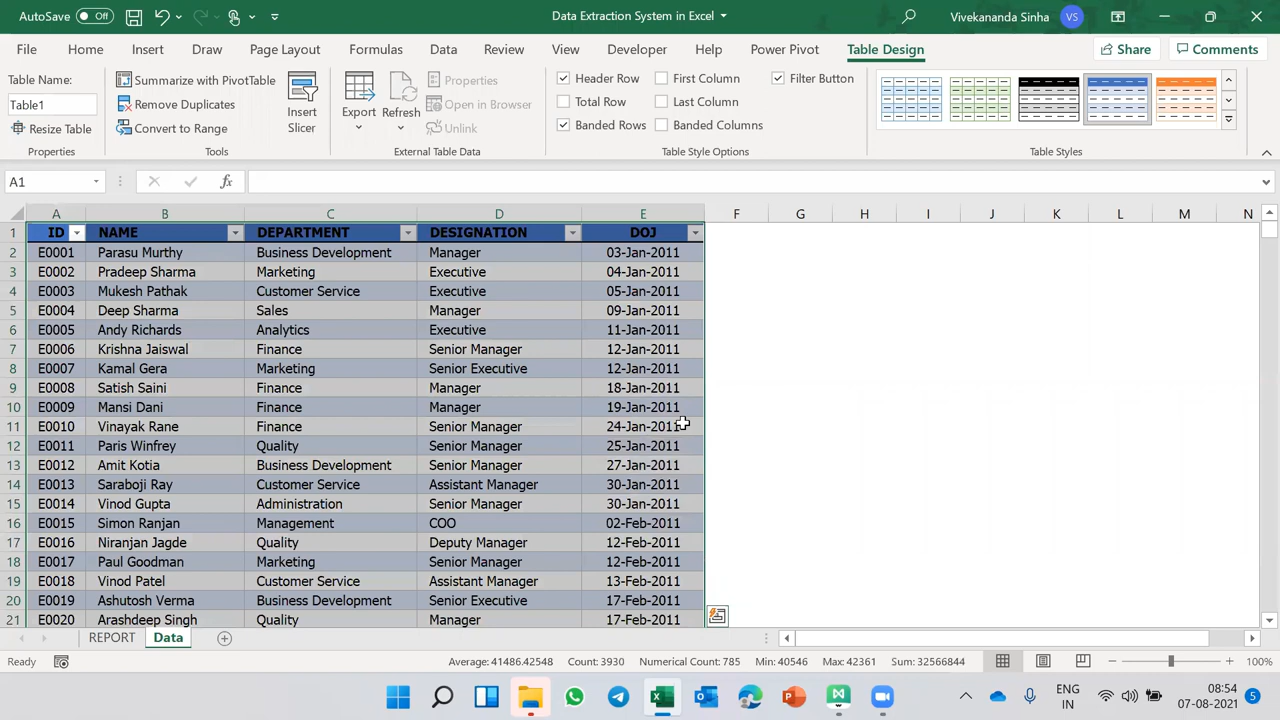 AutoSave Off Data Extraction System in Excel Vivekananda Sinha VS
File Home Insert Draw Page Layout Formulas Data Review View Developer Help Power Pivot Table Design Share Comments
Table Name:
Table1
Resize Table
Properties
Summarize with PivotTable
Remove Duplicates
Convert to Range
Tools
Insert
Slicer
Export
Refresh
Properties
Open in Browser
Unlink
External Table Data
Header Row First Column Filter Button
Total Row Last Column
Banded Rows Banded Columns
Table Style Options
Table Styles
A1 fx
A B C D E F G H I J K L M N
1 ID NAME DEPARTMENT DESIGNATION DOJ
2 E0001 Parasu Murthy Business Development Manager 03-Jan-2011
3 E0002 Pradeep Sharma Marketing Executive 04-Jan-2011
4 E0003 Mukesh Pathak Customer Service Executive 05-Jan-2011
5 E0004 Deep Sharma Sales Manager 09-Jan-2011
6 E0005 Andy Richards Analytics Executive 11-Jan-2011
7 E0006 Krishna Jaiswal Finance Senior Manager 12-Jan-2011
8 E0007 Kamal Gera Marketing Senior Executive 12-Jan-2011
9 E0008 Satish Saini Finance Manager 18-Jan-2011
10 E0009 Mansi Dani Finance Manager 19-Jan-2011
11 E0010 Vinayak Rane Finance Senior Manager 24-Jan-2011
12 E0011 Paris Winfrey Quality Senior Manager 25-Jan-2011
13 E0012 Amit Kotia Business Development Senior Manager 27-Jan-2011
14 E0013 Saraboji Ray Customer Service Assistant Manager 30-Jan-2011
15 E0014 Vinod Gupta Administration Senior Manager 30-Jan-2011
16 E0015 Simon Ranjan Management COO 02-Feb-2011
17 E0016 Niranjan Jagde Quality Deputy Manager 12-Feb-2011
18 E0017 Paul Goodman Marketing Senior Manager 12-Feb-2011
19 E0018 Vinod Patel Customer Service Assistant Manager 13-Feb-2011
20 E0019 Ashutosh Verma Business Development Senior Executive 17-Feb-2011
21 E0020 Arashdeep Singh Quality Manager 17-Feb-2011
REPORT Data
Ready Average: 41486.42548 Count: 3930 Numerical Count: 785 Min: 40546 Max: 42361 Sum: 32566844 100%
ENG
IN
08:54
07-08-2021
5